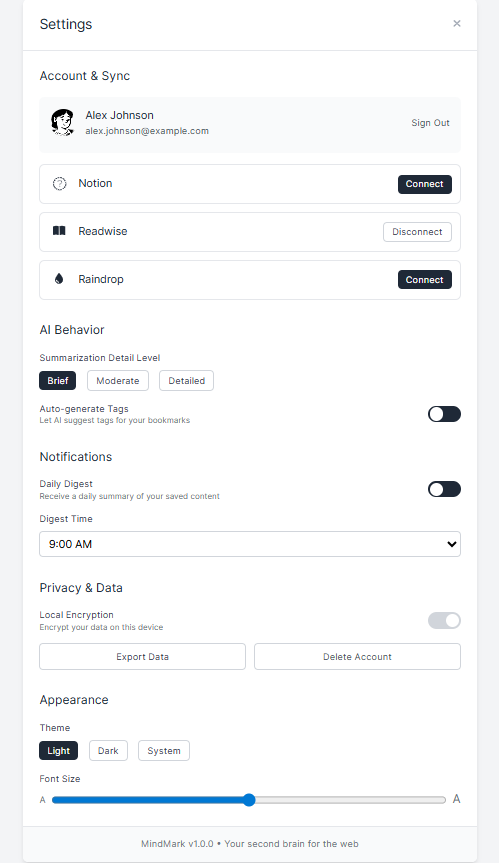 Settings
×
Account & Sync
Alex Johnson
alex.johnson@example.com
Sign Out
Notion
Connect
Readwise
Disconnect
Raindrop
Connect
AI Behavior
Summarization Detail Level
Brief Moderate Detailed
Auto-generate Tags
Let AI suggest tags for your bookmarks
Notifications
Daily Digest
Receive a daily summary of your saved content
Digest Time
9:00 AM
Privacy & Data
Local Encryption
Encrypt your data on this device
Export Data Delete Account
Appearance
Theme
Light Dark System
Font Size
A A
MindMark v1.0.0 • Your second brain for the web